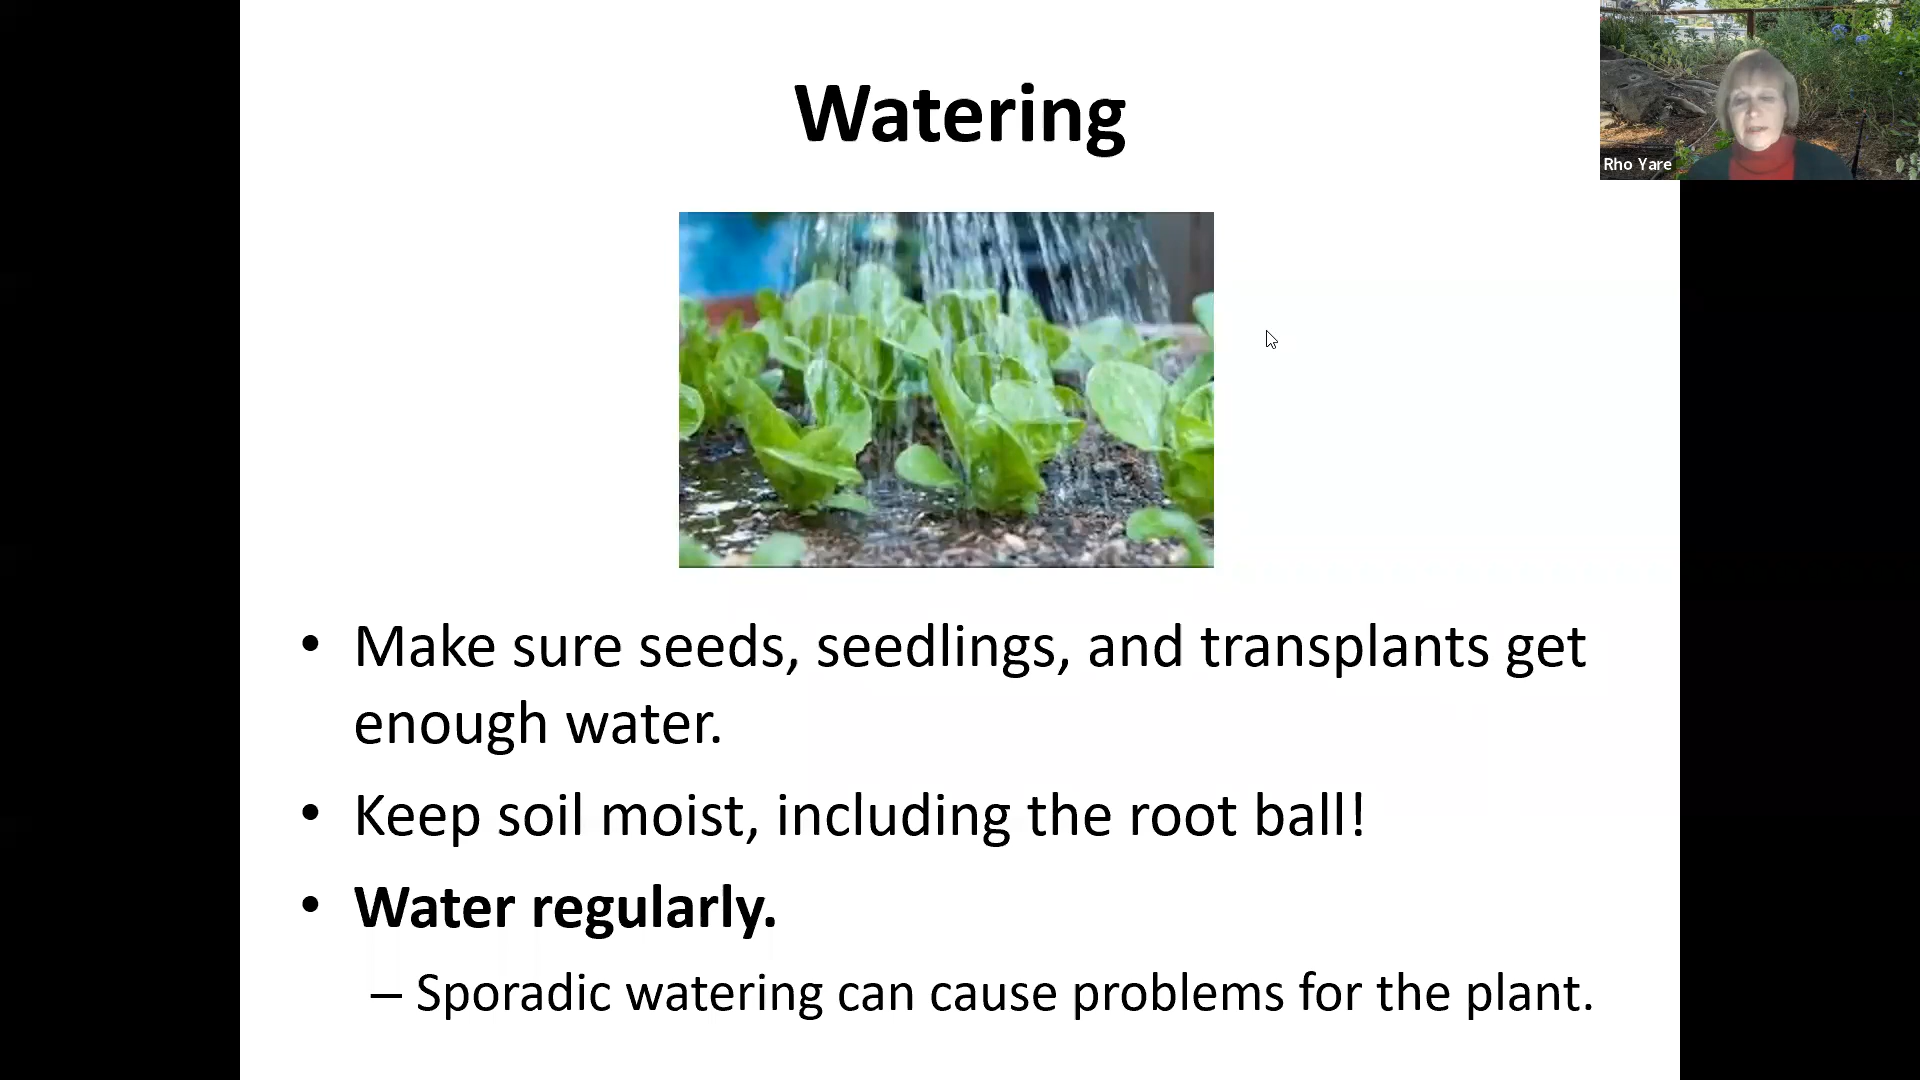 Watering
Rho Yare
• Make sure seeds, seedlings, and transplants get
enough water.
• Keep soil moist, including the root ball!
• Water regularly.
– Sporadic watering can cause problems for the plant.